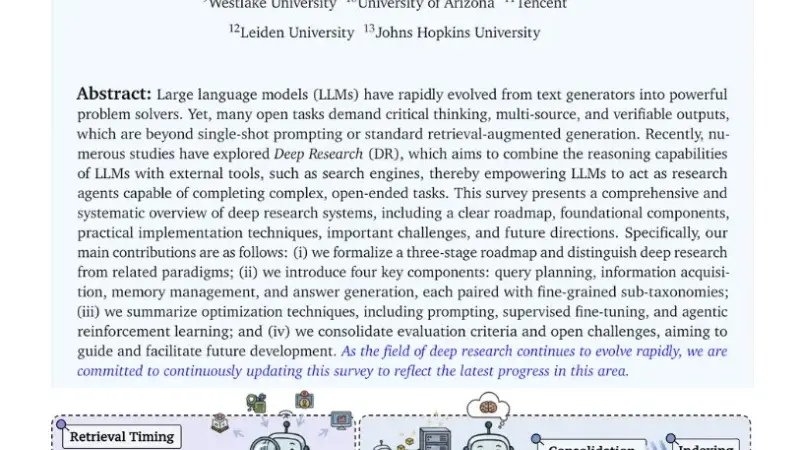 ⁹Westlake University ¹⁰University of Arizona ¹¹Tencent
¹²Leiden University ¹³Johns Hopkins University
Abstract: Large language models (LLMs) have rapidly evolved from text generators into powerful
problem solvers. Yet, many open tasks demand critical thinking, multi-source, and verifiable outputs,
which are beyond single-shot prompting or standard retrieval-augmented generation. Recently, nu-
merous studies have explored Deep Research (DR), which aims to combine the reasoning capabilities
of LLMs with external tools, such as search engines, thereby empowering LLMs to act as research
agents capable of completing complex, open-ended tasks. This survey presents a comprehensive and
systematic overview of deep research systems, including a clear roadmap, foundational components,
practical implementation techniques, important challenges, and future directions. Specifically, our
main contributions are as follows: (i) we formalize a three-stage roadmap and distinguish deep research
from related paradigms; (ii) we introduce four key components: query planning, information acquisi-
tion, memory management, and answer generation, each paired with fine-grained sub-taxonomies;
(iii) we summarize optimization techniques, including prompting, supervised fine-tuning, and agentic
reinforcement learning; and (iv) we consolidate evaluation criteria and open challenges, aiming to
guide and facilitate future development. As the field of deep research continues to evolve rapidly, we are
committed to continuously updating this survey to reflect the latest progress in this area.
Retrieval Timing
Consolidation
Indexing